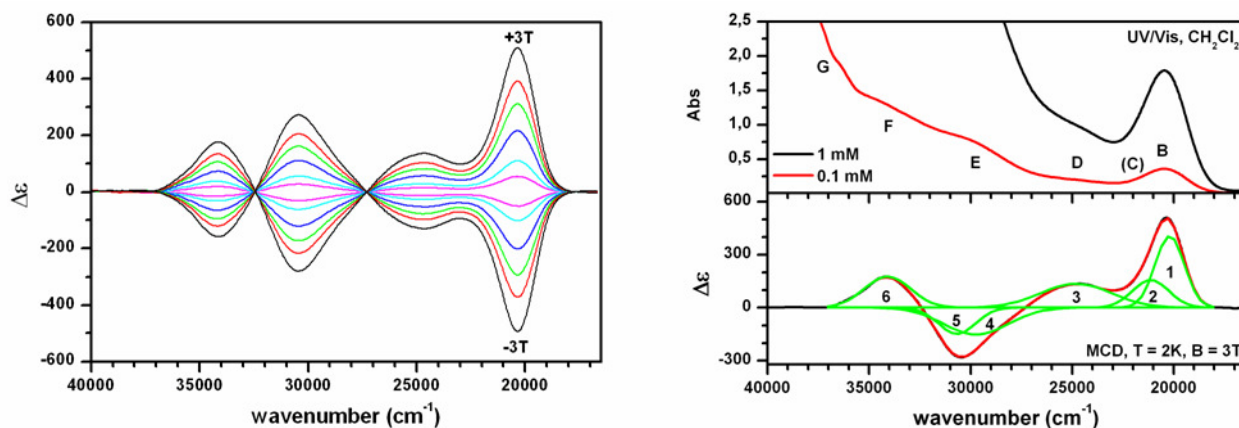 600
400
200
0
-200
-400
-600
Δε
+3T
-3T
40000 35000 30000 25000 20000
wavenumber (cm⁻¹)
2,5
2,0
1,5
1,0
0,5
Abs
UV/Vis, CH₂Cl₂
G
F
E
D
(C)
B
1 mM
0.1 mM
600
300
0
-300
Δε
1
2
3
4
5
6
MCD, T = 2K, B = 3T
40000 35000 30000 25000 20000
wavenumber (cm⁻¹)